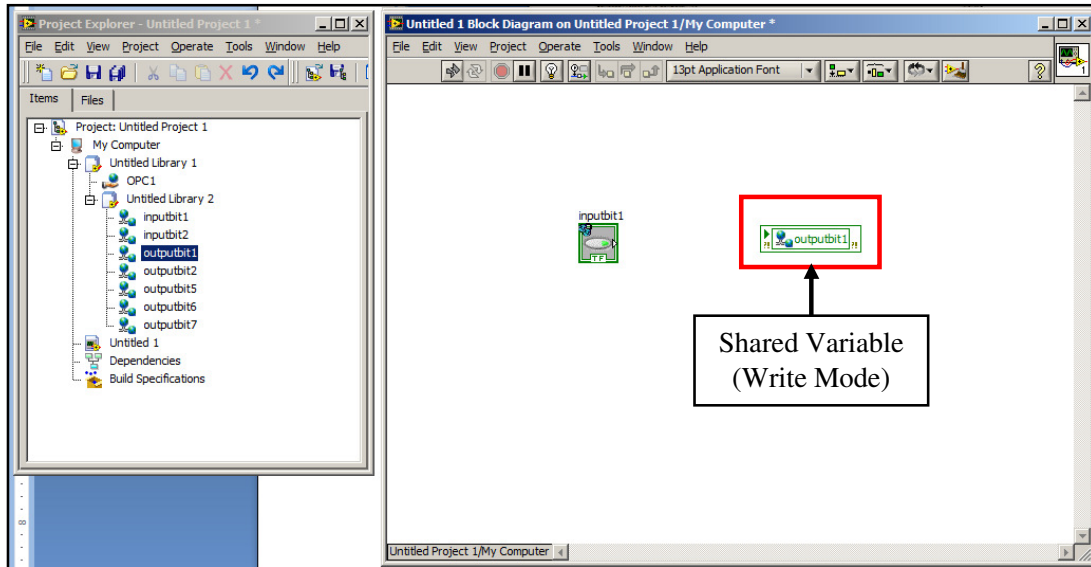 Project Explorer - Untitled Project 1 *
File Edit View Project Operate Tools Window Help
Items Files
Project: Untitled Project 1
My Computer
Untitled Library 1
OPC1
Untitled Library 2
inputbit1
inputbit2
outputbit1
outputbit2
outputbit5
outputbit6
outputbit7
Untitled 1
Dependencies
Build Specifications
Untitled 1 Block Diagram on Untitled Project 1/My Computer *
File Edit View Project Operate Tools Window Help
13pt Application Font
?
1
inputbit1
TF
?! outputbit1 ?!
Shared Variable
(Write Mode)
Untitled Project 1/My Computer
8